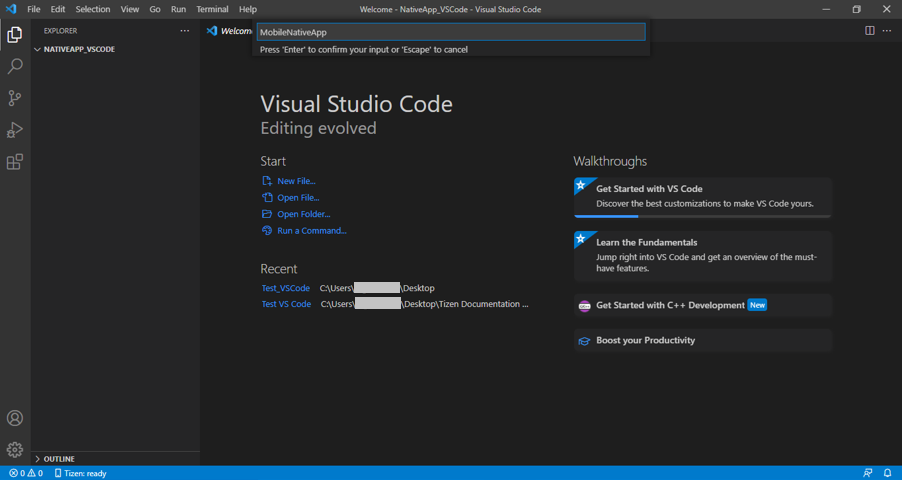 File Edit Selection View Go Run Terminal Help
Welcome - NativeApp_VSCode - Visual Studio Code
EXPLORER
Welcome
MobileNativeApp
Press 'Enter' to confirm your input or 'Escape' to cancel
NATIVEAPP_VSCODE
Visual Studio Code
Editing evolved
Start
New File...
Open File...
Open Folder...
Run a Command...
Recent
Test_VSCode C:\Users\ \Desktop
Test VS Code C:\Users\ \Desktop\Tizen Documentation ...
Walkthroughs
Get Started with VS Code
Discover the best customizations to make VS Code yours.
Learn the Fundamentals
Jump right into VS Code and get an overview of the must-
have features.
Get Started with C++ Development New
Boost your Productivity
OUTLINE
0 0 Tizen: ready